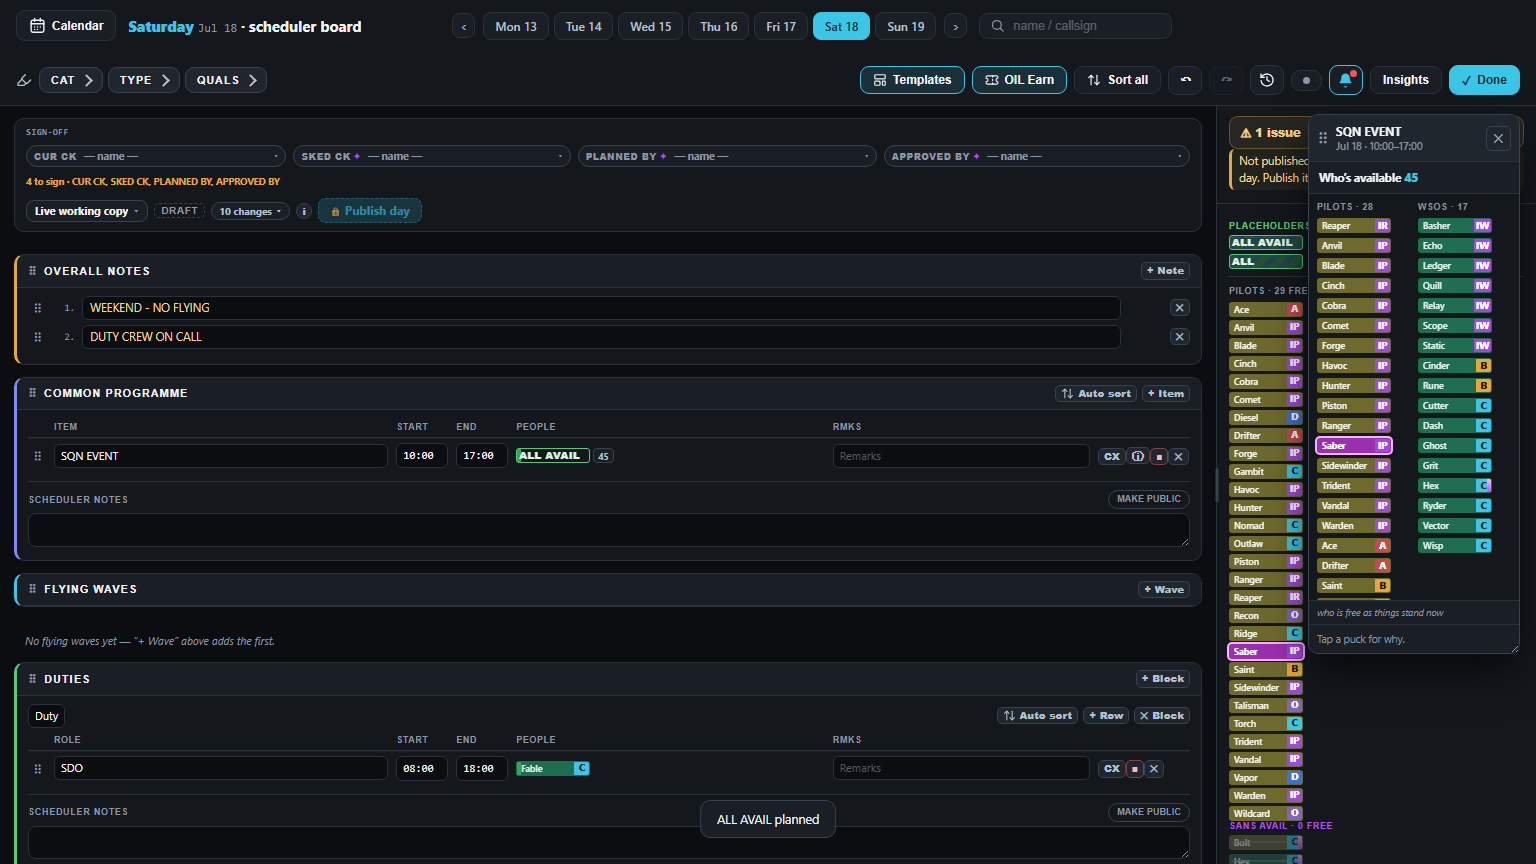 Calendar
Saturday Jul 18 · scheduler board
Mon 13
Tue 14
Wed 15
Thu 16
Fri 17
Sat 18
Sun 19
name / callsign
CAT
TYPE
QUALS
Templates
OIL Earn
Sort all
Insights
✓ Done
SIGN-OFF
CUR CK — name —
SKED CK ✦ — name —
PLANNED BY ✦ — name —
APPROVED BY ✦ — name —
4 to sign · CUR CK, SKED CK, PLANNED BY, APPROVED BY
Live working copy
DRAFT
10 changes
i
Publish day
OVERALL NOTES
+ Note
1. WEEKEND - NO FLYING
2. DUTY CREW ON CALL
COMMON PROGRAMME
Auto sort
+ Item
ITEM START END PEOPLE RMKS
SQN EVENT 10:00 17:00 ALL AVAIL 45 Remarks CX
SCHEDULER NOTES
MAKE PUBLIC
FLYING WAVES
+ Wave
No flying waves yet — "+ Wave" above adds the first.
DUTIES
+ Block
Duty
Auto sort
+ Row
✕ Block
ROLE START END PEOPLE RMKS
SDO 08:00 18:00 Fable C Remarks CX
SCHEDULER NOTES
MAKE PUBLIC
ALL AVAIL planned
⚠ 1 issue
Not published
day. Publish it
PLACEHOLDERS
ALL AVAIL
ALL
PILOTS · 29 FREE
Ace A
Anvil IP
Blade IP
Cinch IP
Cobra IP
Comet IP
Diesel D
Drifter A
Forge IP
Gambit C
Havoc IP
Hunter IP
Nomad C
Outlaw C
Piston IP
Ranger IP
Reaper IR
Recon O
Ridge C
Saber IP
Saint B
Sidewinder IP
Talisman O
Torch C
Trident IP
Vandal IP
Vapor D
Warden IP
Wildcard O
SANS AVAIL · 0 FREE
Bolt C
Hex C
SQN EVENT
Jul 18 · 10:00–17:00
Who's available 45
PILOTS · 28
Reaper IR
Anvil IP
Blade IP
Cinch IP
Cobra IP
Comet IP
Forge IP
Havoc IP
Hunter IP
Piston IP
Ranger IP
Saber IP
Sidewinder IP
Trident IP
Vandal IP
Warden IP
Ace A
Drifter A
Saint B
WSOS · 17
Basher IW
Echo IW
Ledger IW
Quill IW
Relay IW
Scope IW
Static IW
Cinder B
Rune B
Cutter C
Dash C
Ghost C
Grit C
Hex C
Ryder C
Vector C
Wisp C
who is free as things stand now
Tap a puck for why.